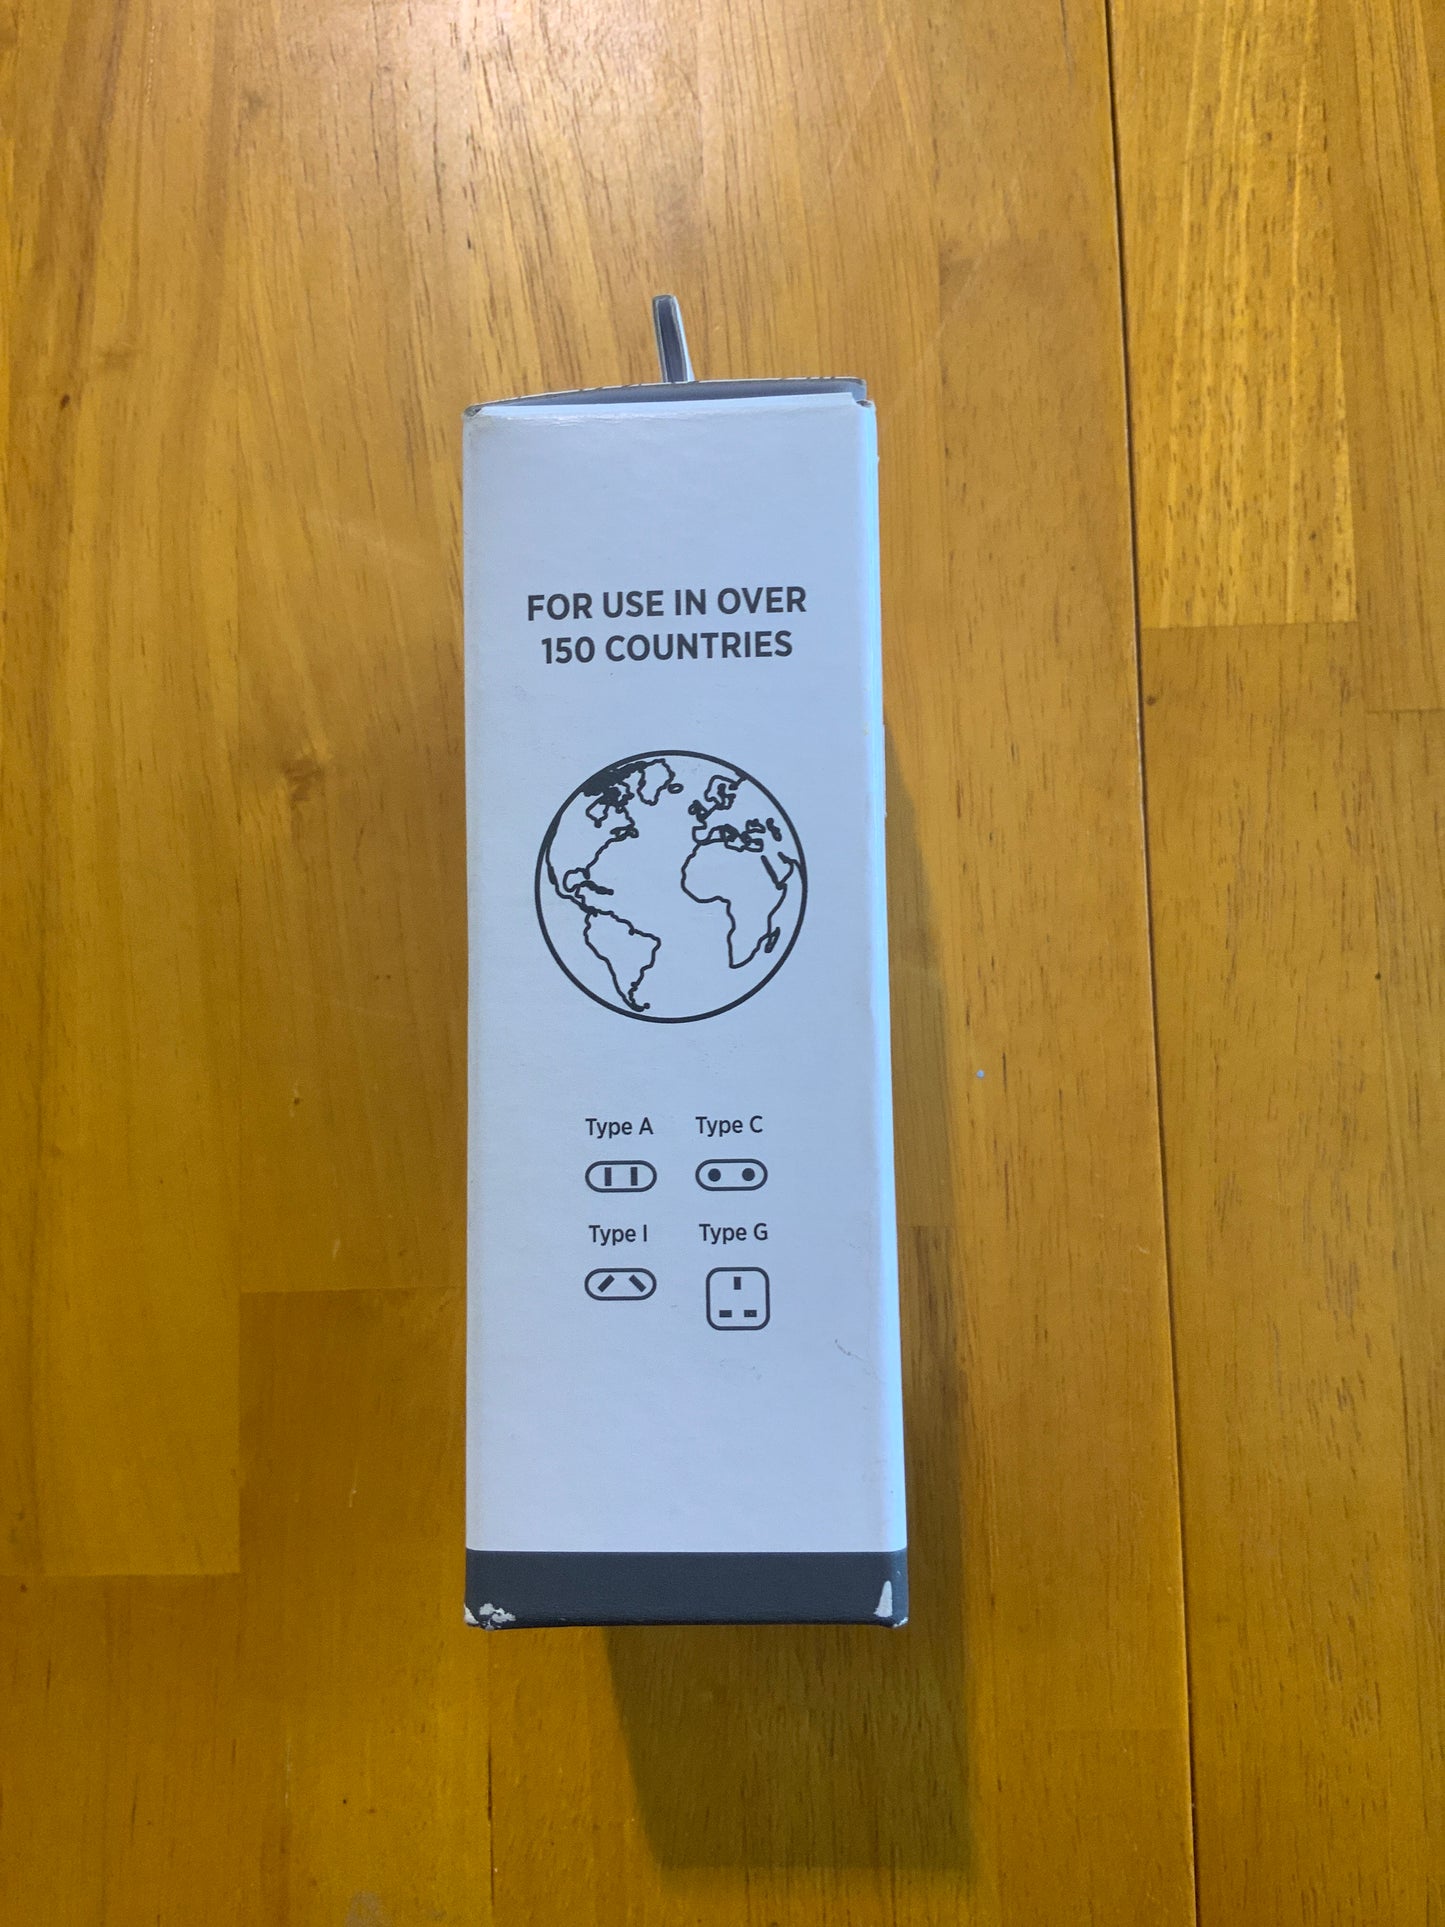 FOR USE IN OVER
150 COUNTRIES
Type A Type C
Type I Type G